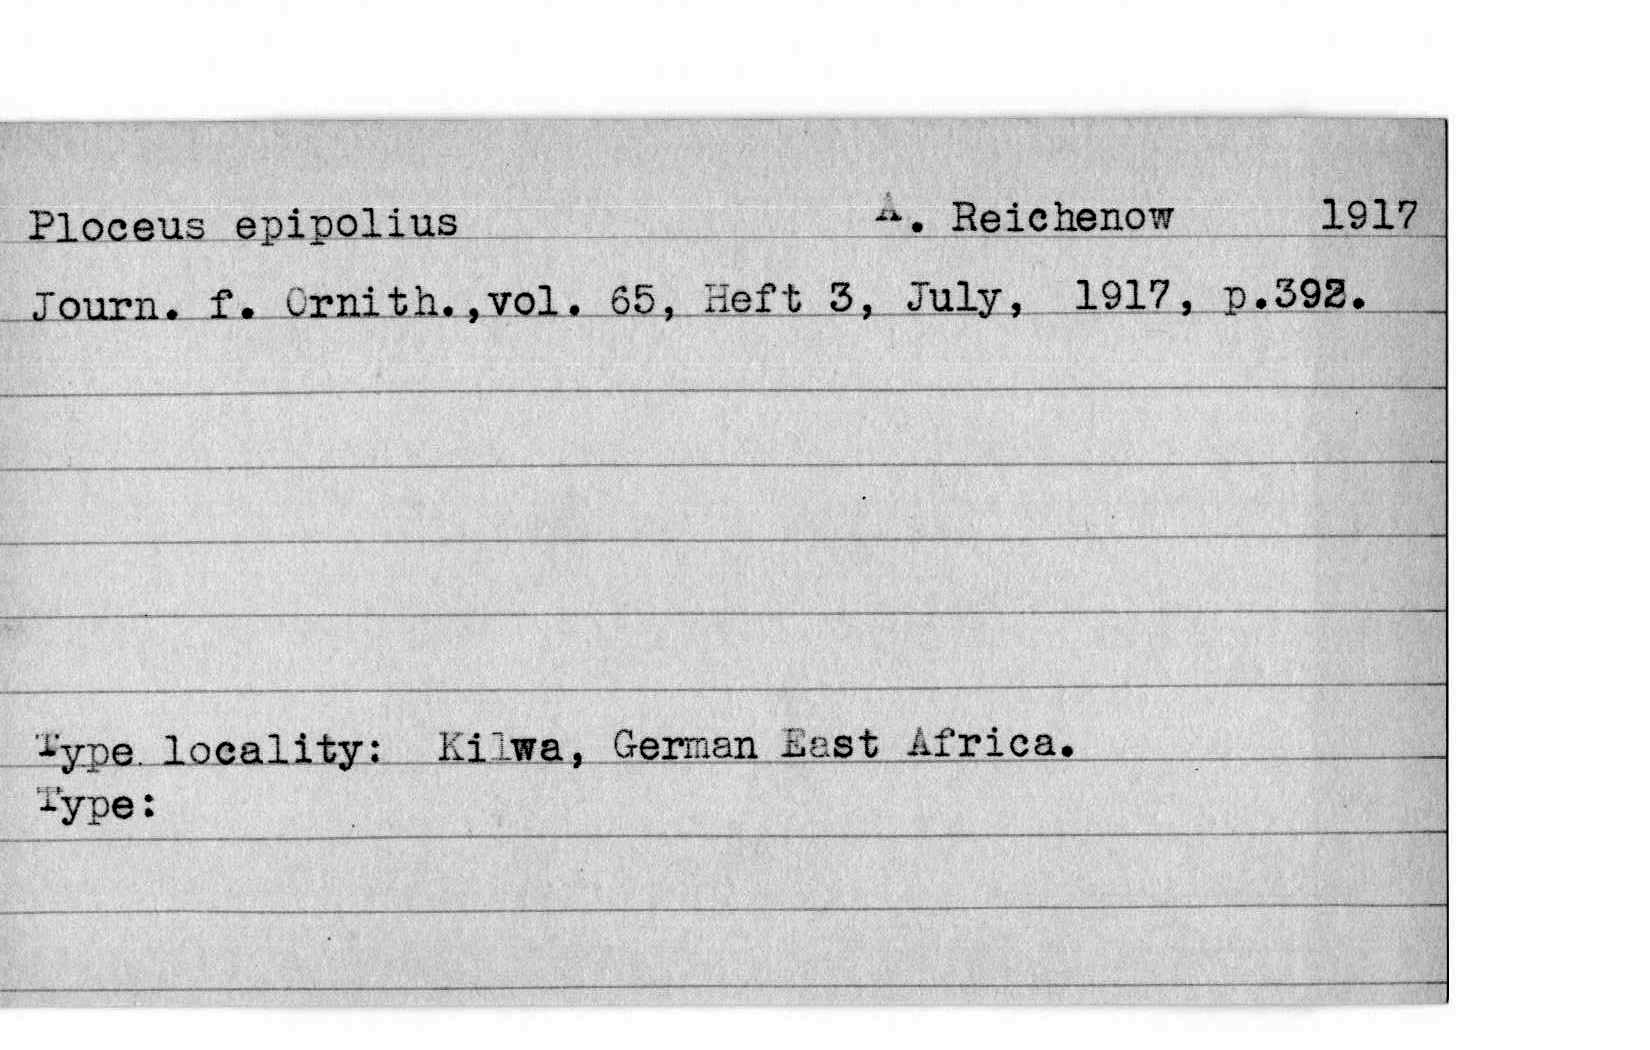 Ploceus epipolius A. Reichenow 1917
Journ. f. Ornith.,vol. 65, Heft 3, July, 1917, p.392.
Type locality: Kilwa, German East Africa.
Type: